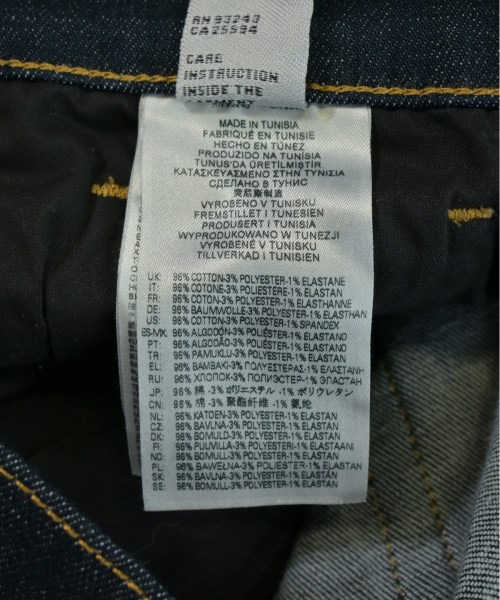 RN 93243
CA 25594
CARE
INSTRUCTION
INSIDE THE
MADE IN TUNISIA
FABRIQUÉ EN TUNISIE
HECHO EN TÚNEZ
PRODUZIDO NA TUNÍSIA
TUNUS'DA ÜRETİLMİŞTİR
ΚΑΤΑΣΚΕΥΑΣΜΕΝΟ ΣΤΗΝ ΤΥΝΙΣΙΑ
СДЕЛАНО В ТУНИС
突尼斯制造
VYROBENO V TUNISKU
FREMSTILLET I TUNESIEN
PRODUSERT I TUNISIA
WYPRODUKOWANO W TUNEZJI
VYROBENÉ V TUNISKU
TILLVERKAD I TUNISIEN
UK: 96% COTTON-3% POLYESTER-1% ELASTANE
IT: 96% COTONE-3% POLIESTERE-1% ELASTAN
FR: 96% COTON-3% POLYESTER-1% ELASTHANNE
DE: 96% BAUMWOLLE-3% POLYESTER-1% ELASTHAN
US: 96% COTTON-3% POLYESTER-1% SPANDEX
ES-MX: 96% ALGODÓN-3% POLIÉSTER-1% ELASTANO
PT: 96% ALGODÃO-3% POLIÉSTER-1% ELASTANO
TR: 96% PAMUKLU-3% POLYESTER-1% ELASTAN
EL: 96% ΒΑΜΒΑΚΙ-3% ΠΟΛΥΕΣΤΕΡΑΣ-1% ΕΛΑΣΤΑΝΗ
RU: 96% ХЛОПОК-3% ПОЛИЭСТЕР-1% ЭЛАСТАН
JP: 96% 棉 -3% ポリエステル -1% ポリウレタン
CN: 96% 棉 -3% 聚酯纤维 -1% 氨纶
NL: 96% KATOEN-3% POLYESTER-1% ELASTAN
CZ: 96% BAVLNA-3% POLYESTER-1% ELASTAN
DK: 96% BOMULD-3% POLYESTER-1% ELASTAN
FI: 96% PUUVILLA-3% POLYESTERI-1% ELASTAANI
NO: 96% BOMULL-3% POLYESTER-1% ELASTAN
PL: 96% BAWEŁNA-3% POLIESTER-1% ELASTAN
SK: 96% BAVLNA-3% POLYESTER-1% ELASTAN
SE: 96% BOMULL-3% POLYESTER-1% ELASTAN